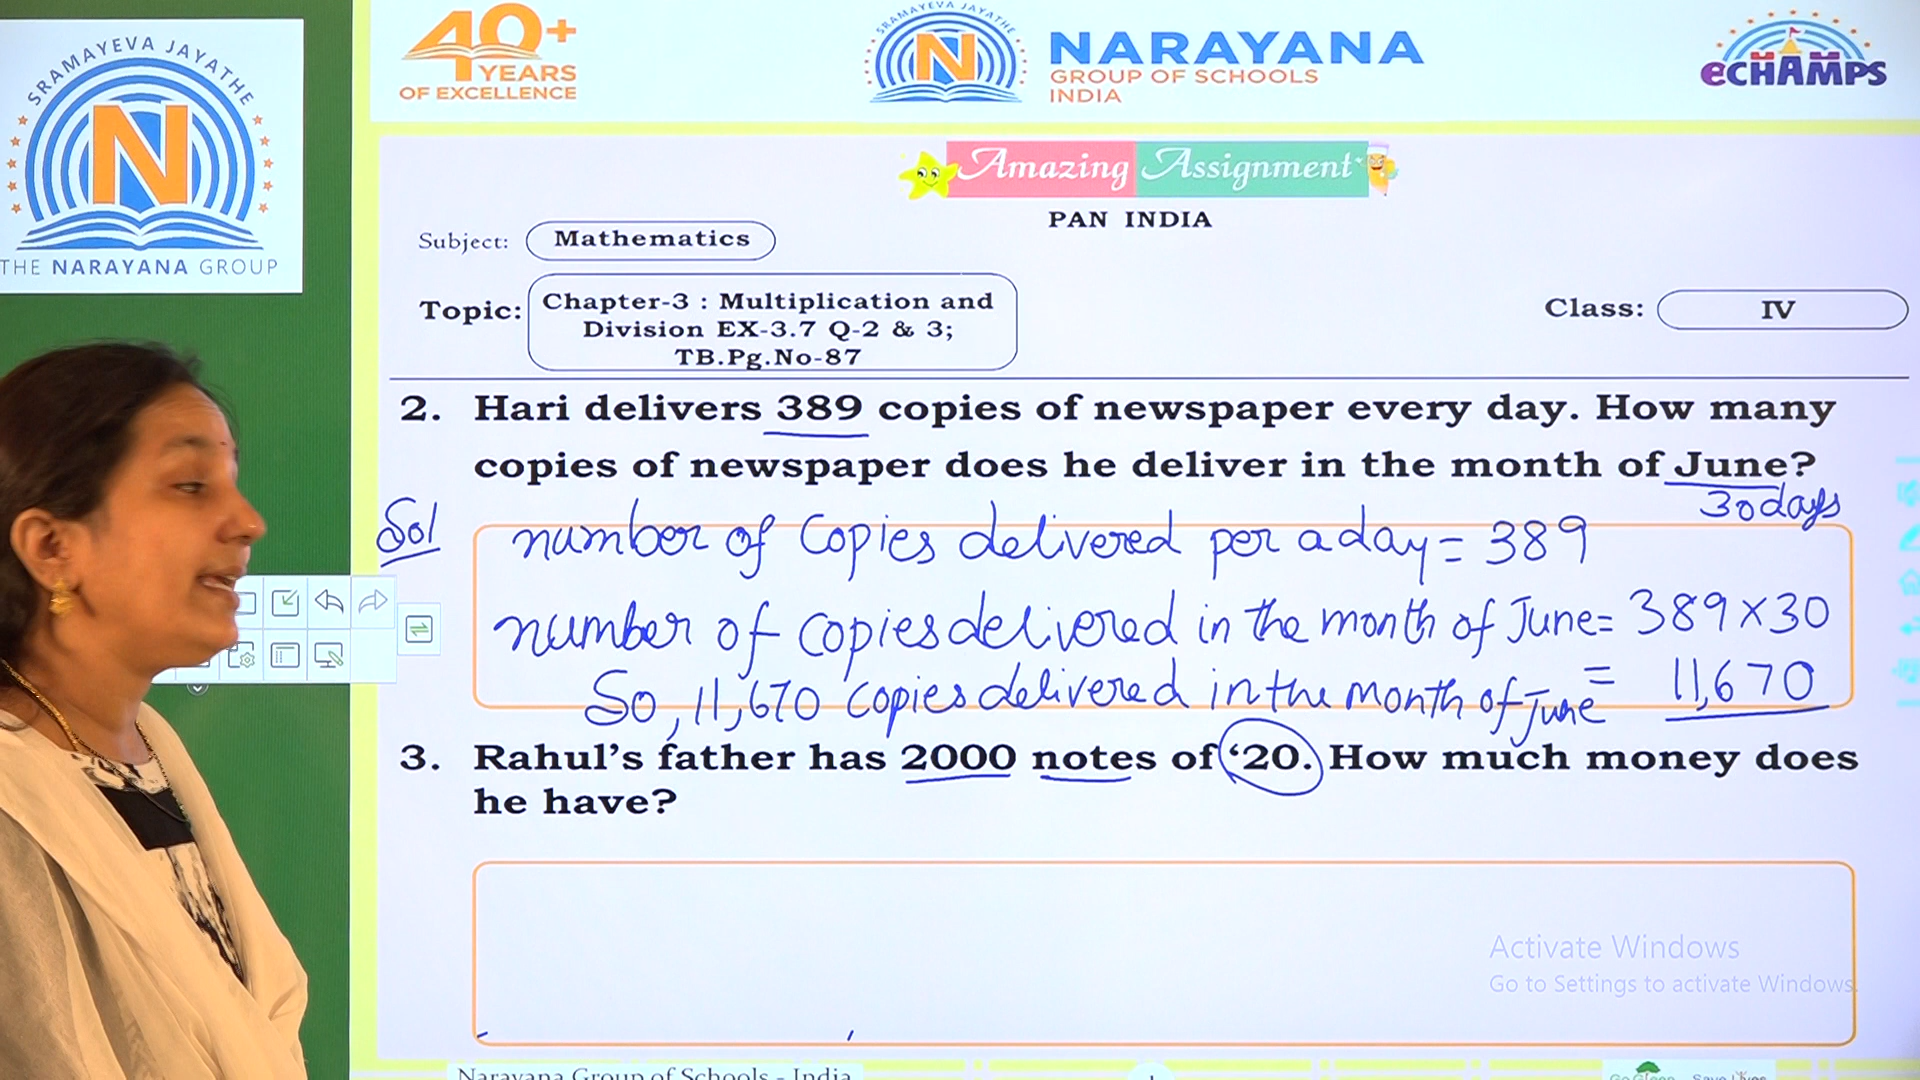 SRAMAYEVA JAYATHE
N
THE NARAYANA GROUP
40+
YEARS
OF EXCELLENCE
SRAMAYEVA JAYATHE
N
NARAYANA
GROUP OF SCHOOLS
INDIA
eCHAMPS
Amazing Assignment
PAN INDIA
Subject: Mathematics
Topic: Chapter-3 : Multiplication and
Division EX-3.7 Q-2 & 3;
TB.Pg.No-87
Class: IV
2. Hari delivers 389 copies of newspaper every day. How many
copies of newspaper does he deliver in the month of June?
30 days
Sol number of Copies delivered per a day = 389
number of copies delivered in the month of June = 389 × 30
= 11,670
So, 11,670 copies delivered in the month of June
3. Rahul's father has 2000 notes of ‘20. How much money does
he have?
Activate Windows
Go to Settings to activate Windows.
Narayana Group of Schools - India